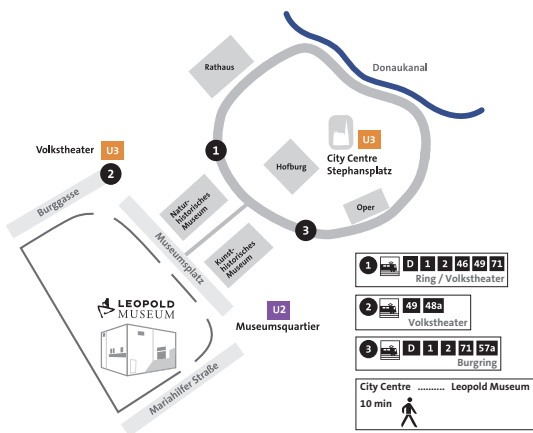 Donaukanal
Rathaus
Volkstheater U3
2
1
U3
City Centre
Stephansplatz
Hofburg
Burggasse
Natur-
historisches
Museum
Oper
3
Museumsplatz
Kunst-
historisches
Museum
LEOPOLD
MUSEUM
U2
Museumsquartier
Mariahilfer Straße
1 D 1 2 46 49 71
Ring / Volkstheater
2 49 48a
Volkstheater
3 D 1 2 71 57a
Burgring
City Centre .......... Leopold Museum
10 min